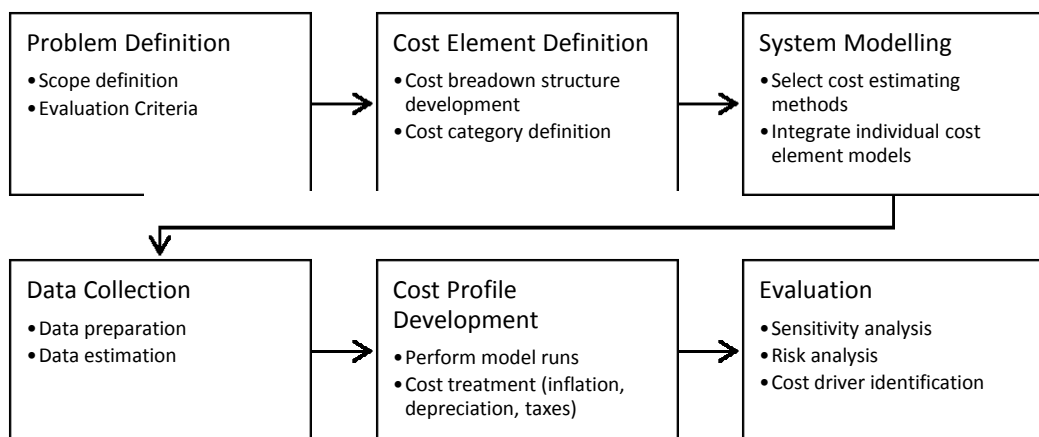 Problem Definition
•Scope definition
•Evaluation Criteria
Cost Element Definition
•Cost breadown structure
development
•Cost category definition
System Modelling
•Select cost estimating
methods
•Integrate individual cost
element models
Data Collection
•Data preparation
•Data estimation
Cost Profile
Development
•Perform model runs
•Cost treatment (inflation,
depreciation, taxes)
Evaluation
•Sensitivity analysis
•Risk analysis
•Cost driver identification